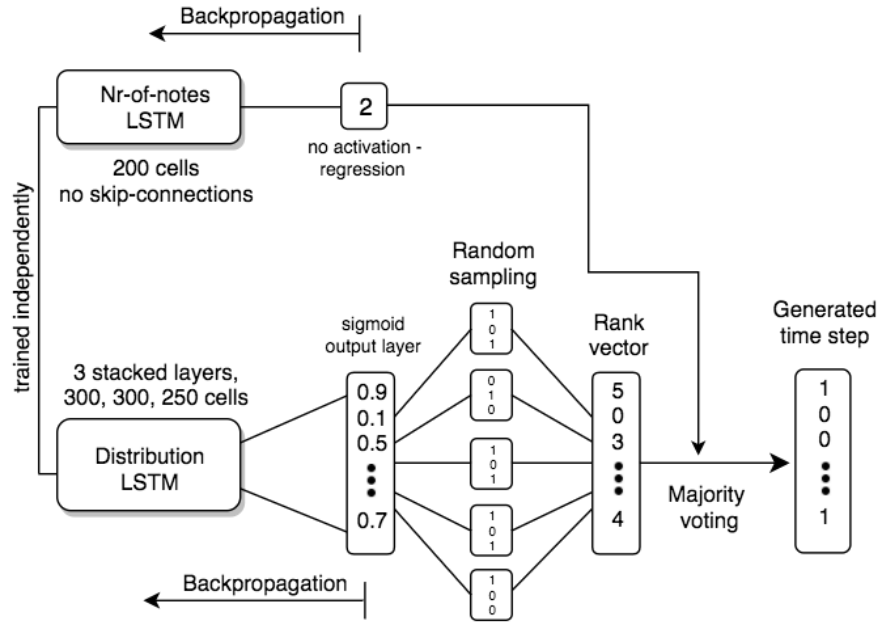 Backpropagation
Nr-of-notes
LSTM
2
200 cells
no skip-connections
no activation -
regression
trained independently
Random
sampling
1
0
1
0
1
0
1
0
1
1
0
1
1
0
0
sigmoid
output layer
0.9
0.1
0.5
0.7
3 stacked layers,
300, 300, 250 cells
Distribution
LSTM
Rank
vector
5
0
3
4
Majority
voting
Generated
time step
1
0
0
1
Backpropagation